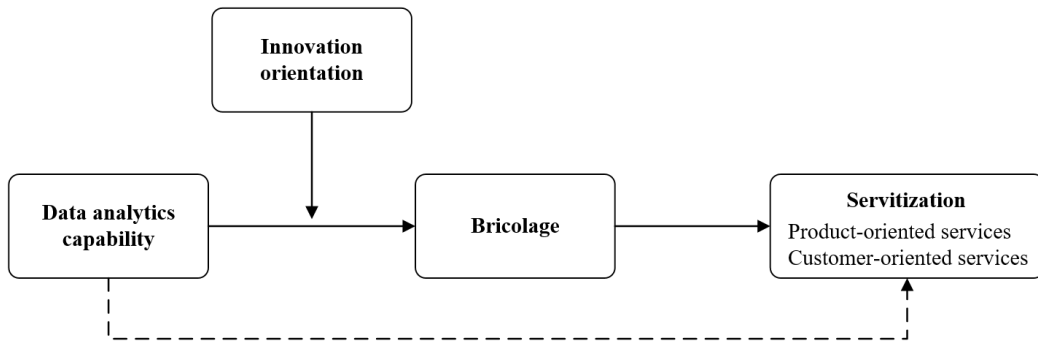 Innovation
orientation
Data analytics
capability
Bricolage
Servitization
Product-oriented services
Customer-oriented services